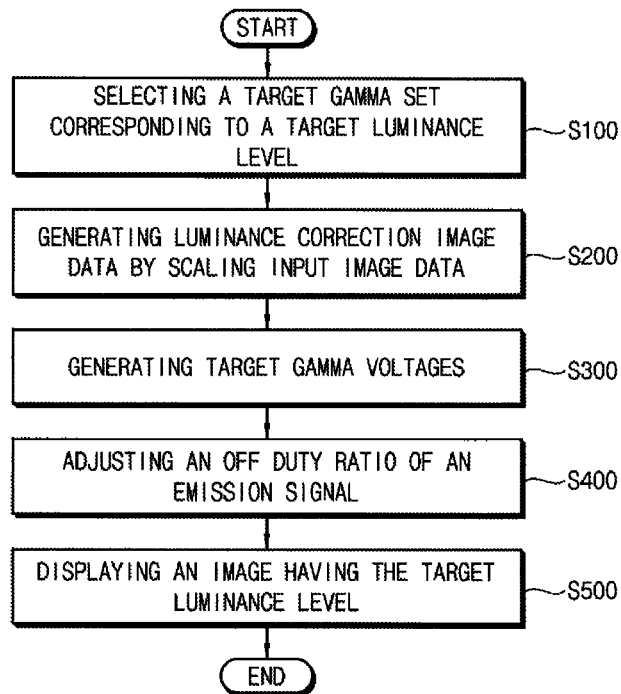 START
SELECTING A TARGET GAMMA SET
CORRESPONDING TO A TARGET LUMINANCE
LEVEL
S100
GENERATING LUMINANCE CORRECTION IMAGE
DATA BY SCALING INPUT IMAGE DATA
S200
GENERATING TARGET GAMMA VOLTAGES
S300
ADJUSTING AN OFF DUTY RATIO OF AN
EMISSION SIGNAL
S400
DISPLAYING AN IMAGE HAVING THE TARGET
LUMINANCE LEVEL
S500
END